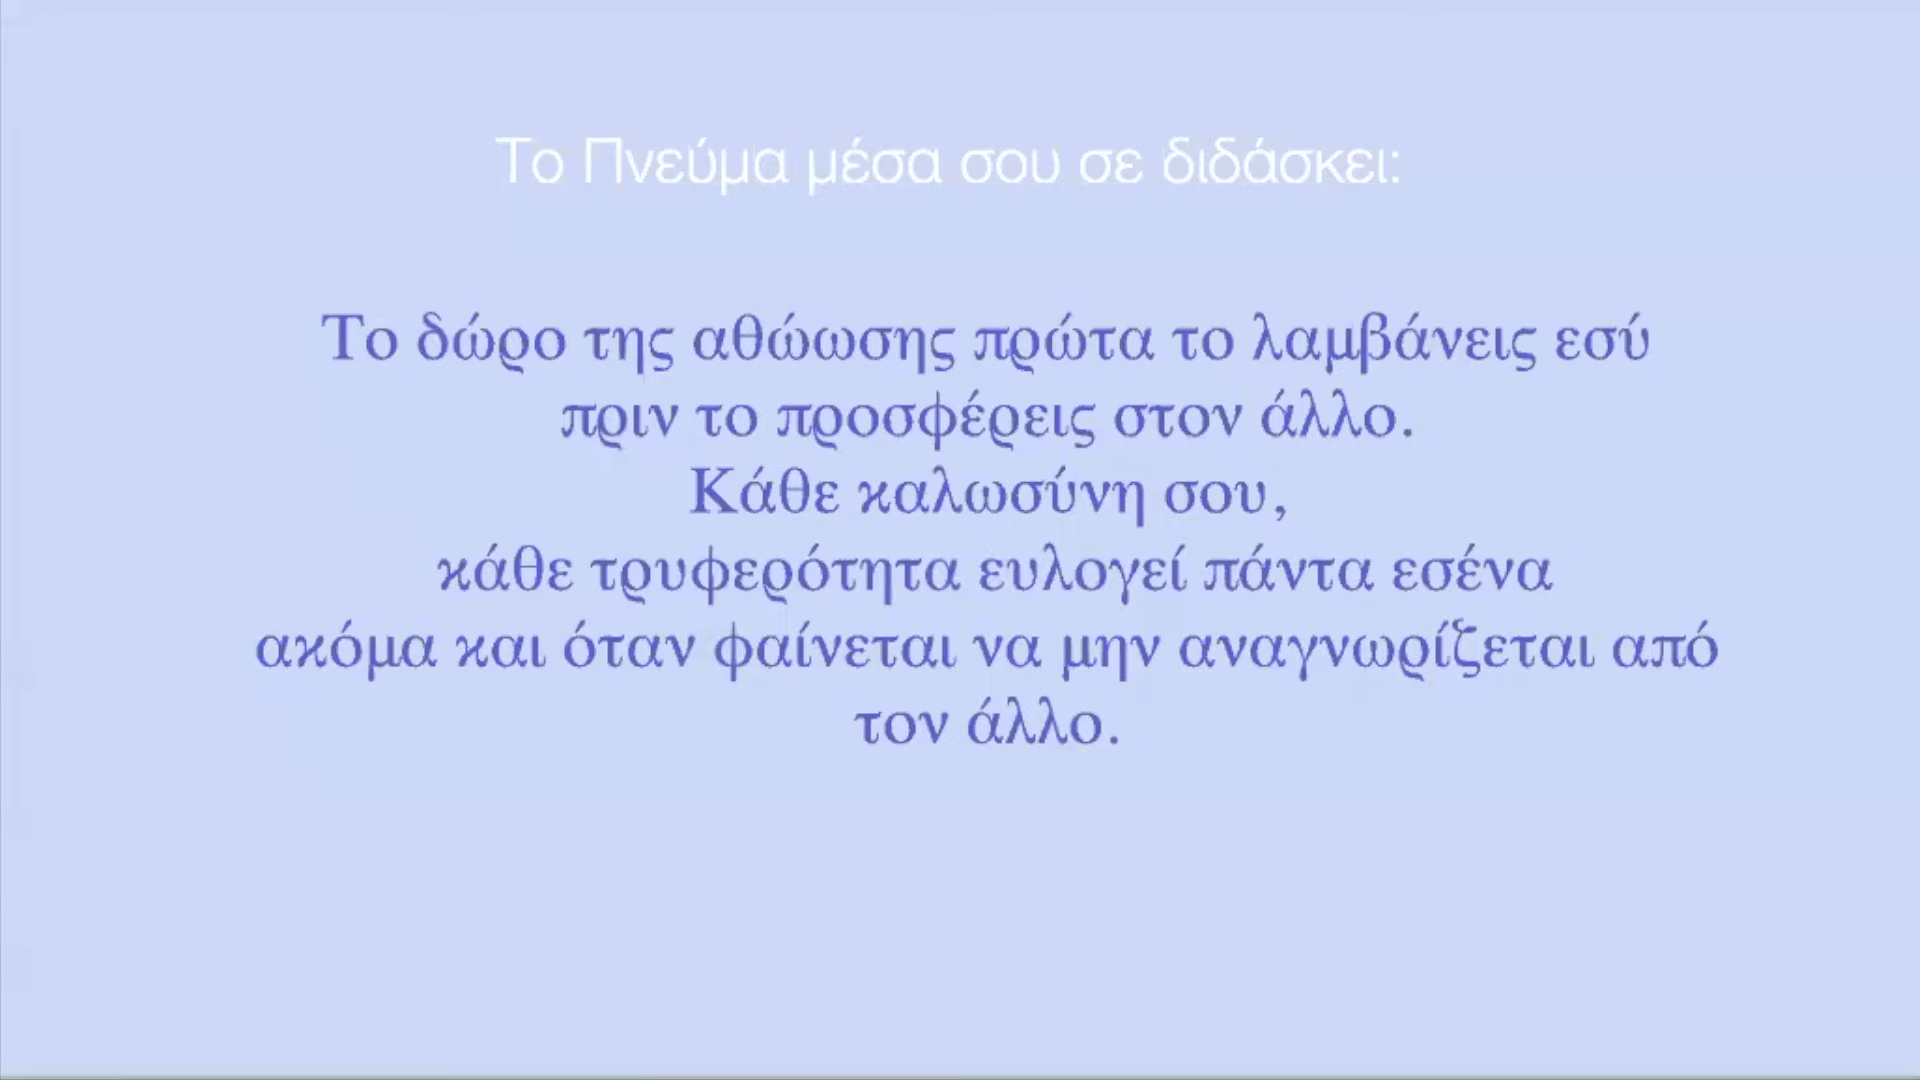 Το Πνεύμα μέσα σου σε διδάσκει:
Το δώρο της αθώωσης πρώτα το λαμβάνεις εσύ
πριν το προσφέρεις στον άλλο.
Κάθε καλωσύνη σου,
κάθε τρυφερότητα ευλογεί πάντα εσένα
ακόμα και όταν φαίνεται να μην αναγνωρίζεται από
τον άλλο.